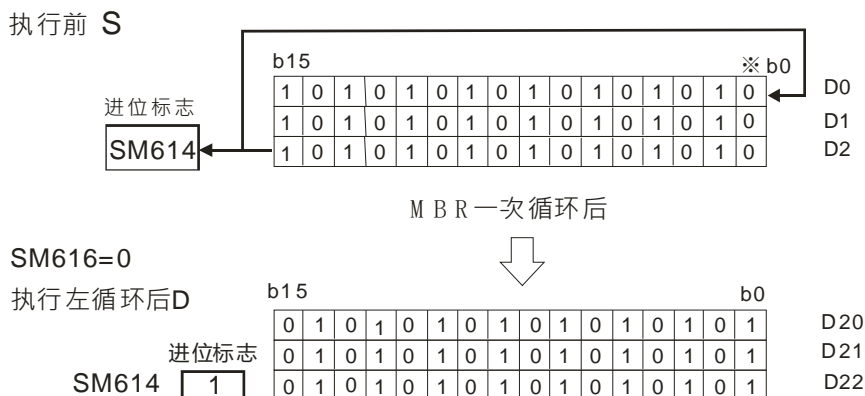 执行前 S
b15 ※ b0
1 0 1 0 1 0 1 0 1 0 1 0 1 0 1 0 D0
进位标志
1 0 1 0 1 0 1 0 1 0 1 0 1 0 1 0 D1
SM614 1 0 1 0 1 0 1 0 1 0 1 0 1 0 1 0 D2
MBR一次循环后
SM616=0
执行左循环后D b15 b0
0 1 0 1 0 1 0 1 0 1 0 1 0 1 0 1 D20
进位标志 0 1 0 1 0 1 0 1 0 1 0 1 0 1 0 1 D21
SM614 1 0 1 0 1 0 1 0 1 0 1 0 1 0 1 0 1 D22